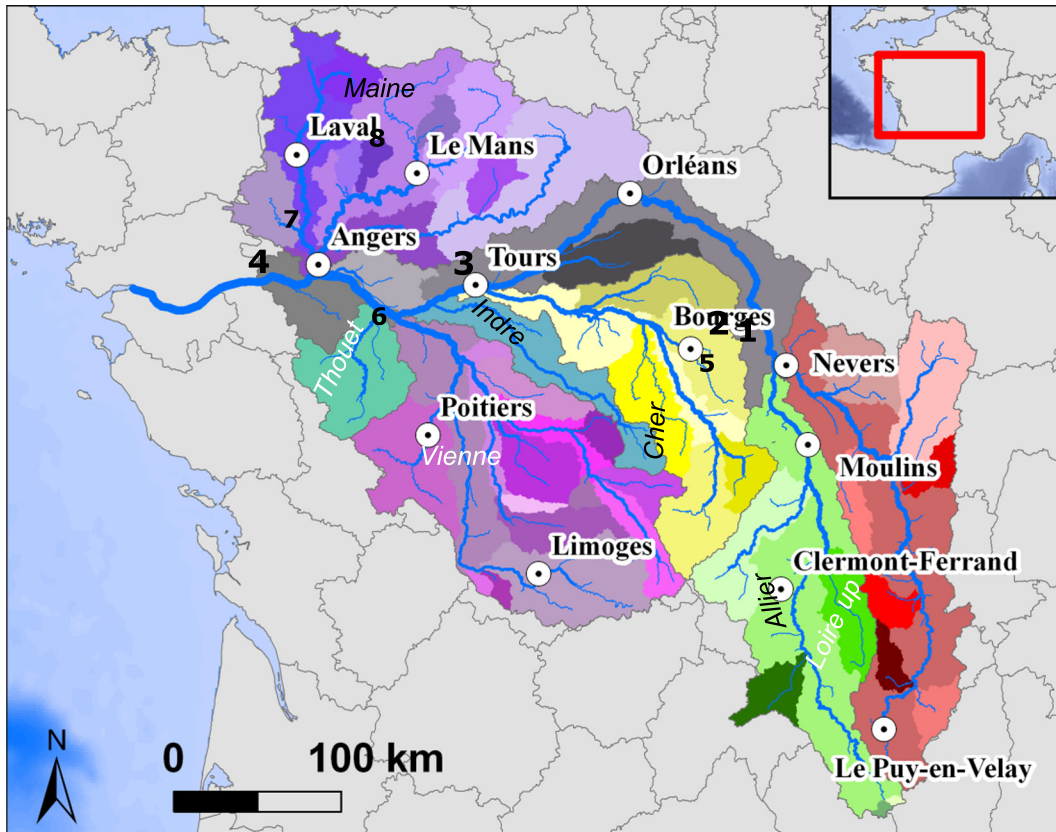 Maine
Laval
8
Le Mans
Orléans
7
Angers
4
3
Tours
Indre
6
Thouet
Bourges
2
1
5
Nevers
Poitiers
Vienne
Cher
Moulins
Limoges
Clermont-Ferrand
Allier
Loire up
Le Puy-en-Velay
N
0
100 km